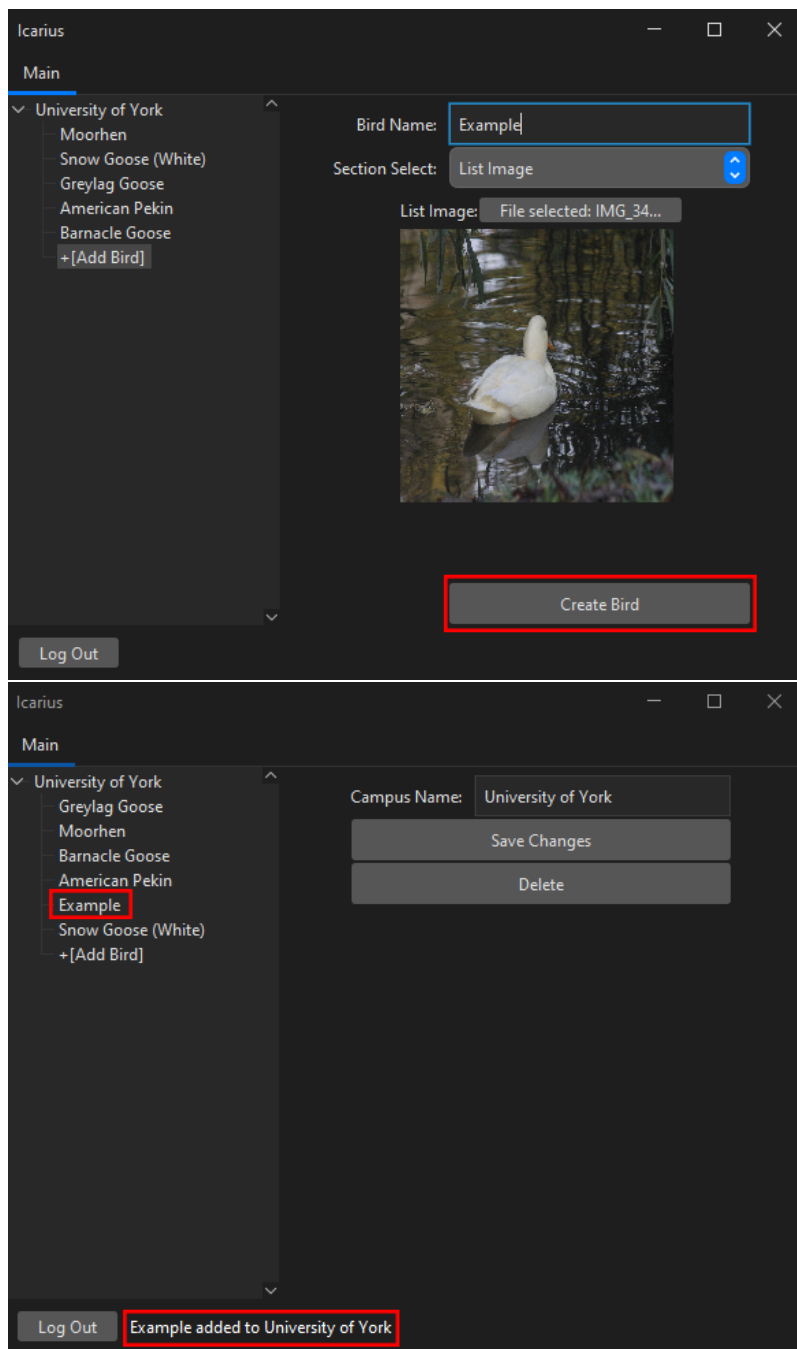 Icarius
Main
University of York
Moorhen
Snow Goose (White)
Greylag Goose
American Pekin
Barnacle Goose
+[Add Bird]
Bird Name: Example
Section Select: List Image
List Image: File selected: IMG_34...
Create Bird
Log Out
Icarius
Main
University of York
Greylag Goose
Moorhen
Barnacle Goose
American Pekin
Example
Snow Goose (White)
+[Add Bird]
Campus Name: University of York
Save Changes
Delete
Log Out Example added to University of York